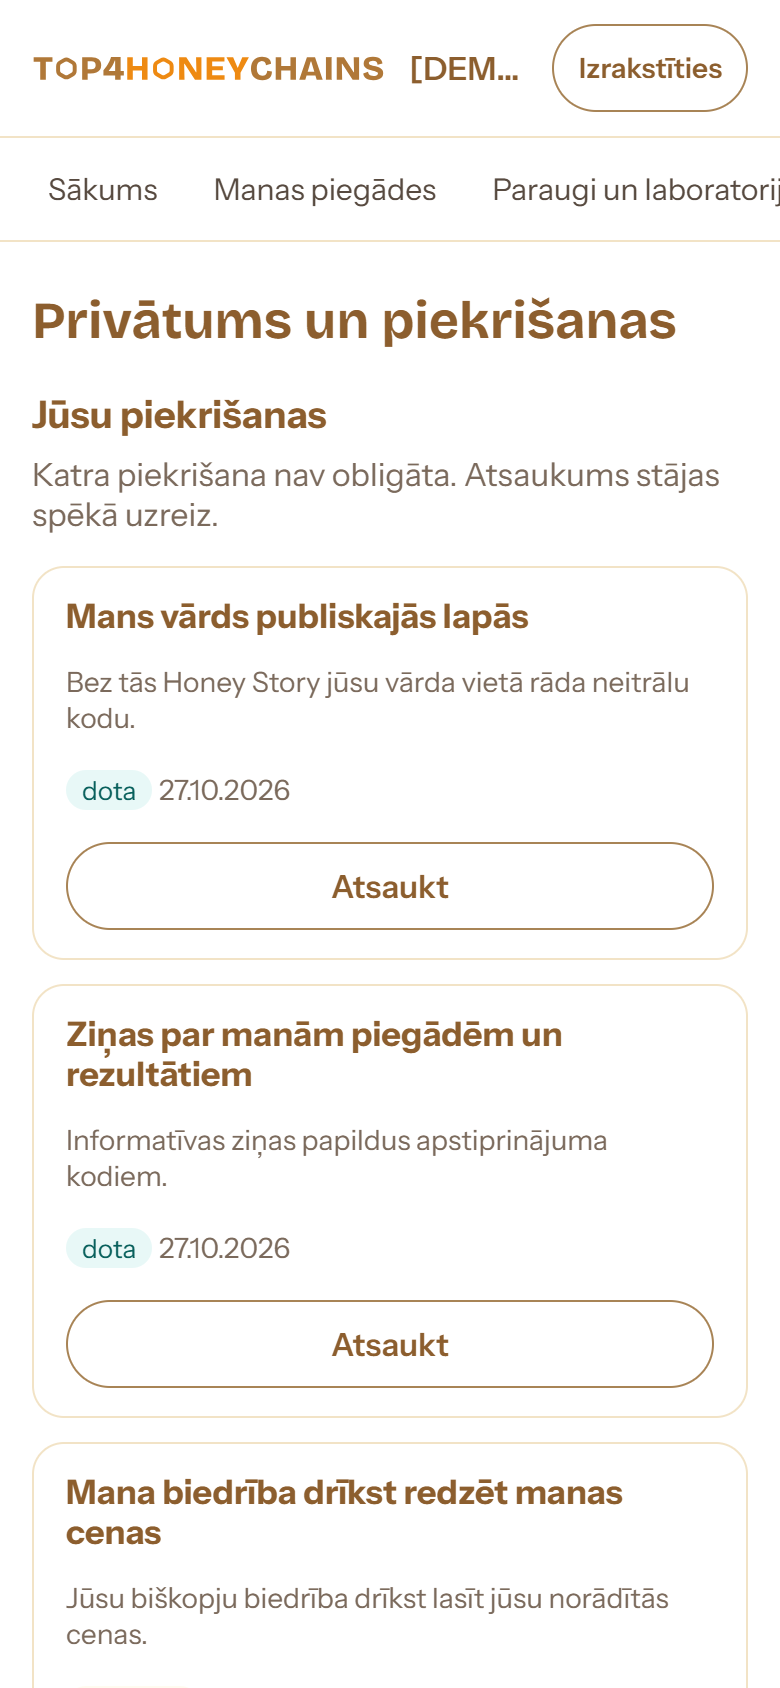 TOP4HONEYCHAINS [DEM... Izrakstīties
Sākums Manas piegādes Paraugi un laboratorij
Privātums un piekrišanas
Jūsu piekrišanas
Katra piekrišana nav obligāta. Atsaukums stājas
spēkā uzreiz.
Mans vārds publiskajās lapās
Bez tās Honey Story jūsu vārda vietā rāda neitrālu
kodu.
dota 27.10.2026
Atsaukt
Ziņas par manām piegādēm un
rezultātiem
Informatīvas ziņas papildus apstiprinājuma
kodiem.
dota 27.10.2026
Atsaukt
Mana biedrība drīkst redzēt manas
cenas
Jūsu biškopju biedrība drīkst lasīt jūsu norādītās
cenas.